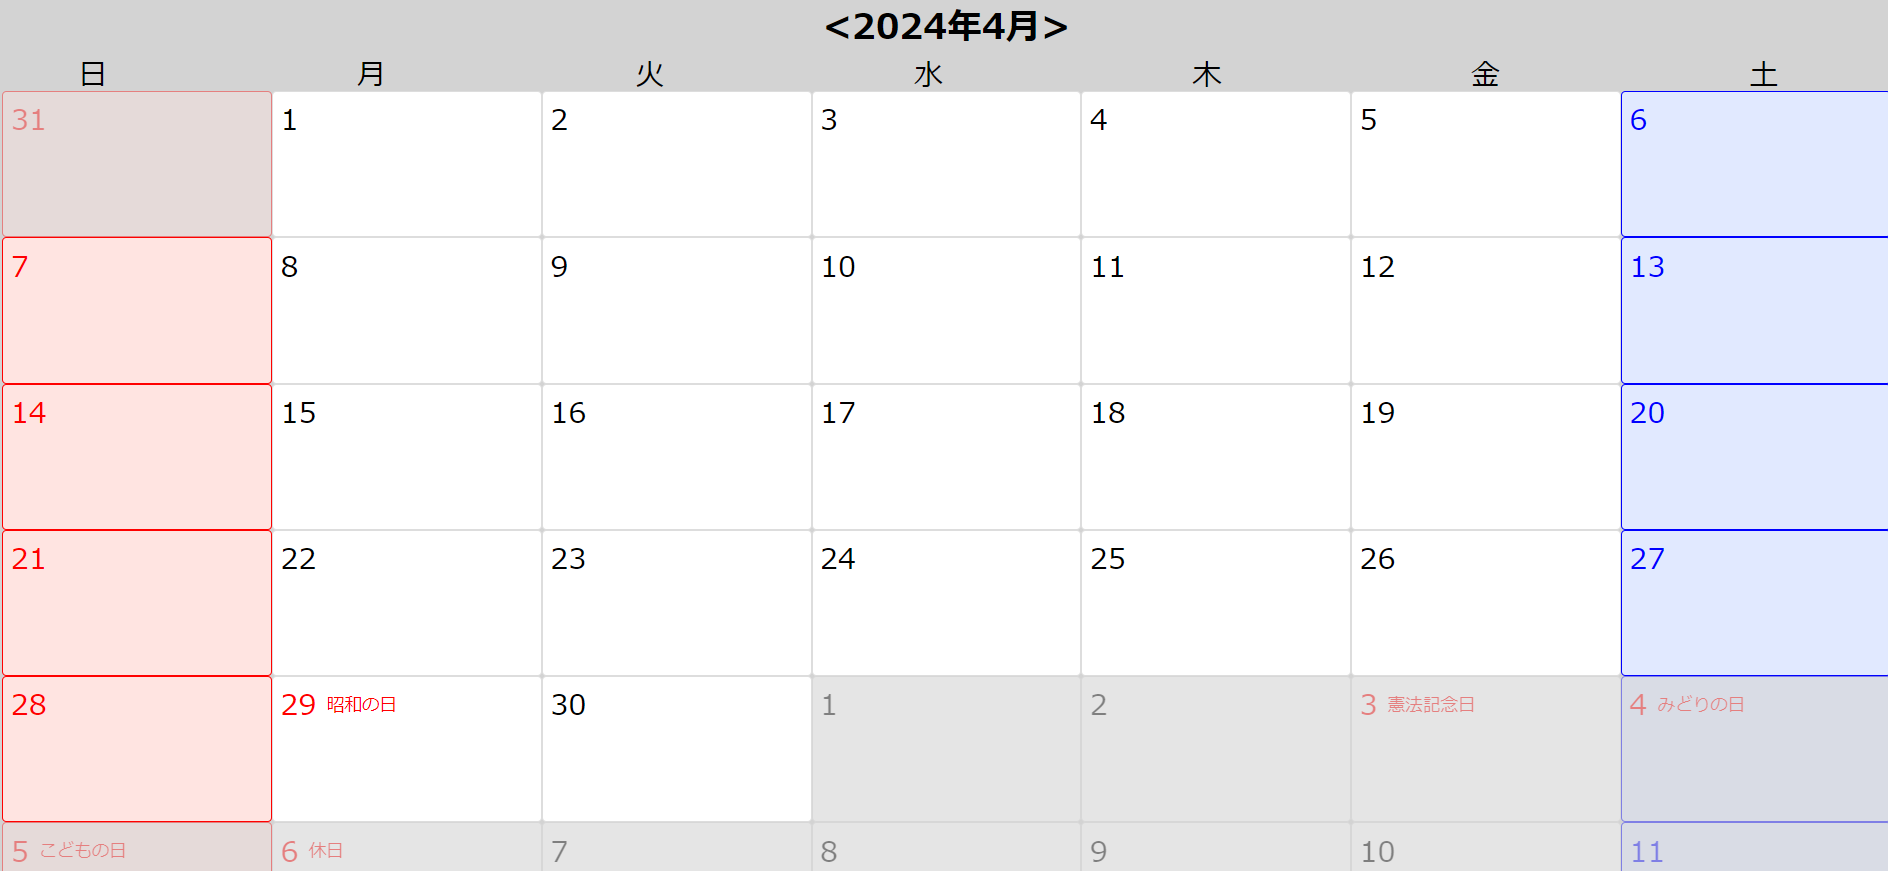 <2024年4月>
日 月 火 水 木 金 土
31 1 2 3 4 5 6
7 8 9 10 11 12 13
14 15 16 17 18 19 20
21 22 23 24 25 26 27
28 29 昭和の日 30 1 2 3 憲法記念日 4 みどりの日
5 こどもの日 6 休日 7 8 9 10 11